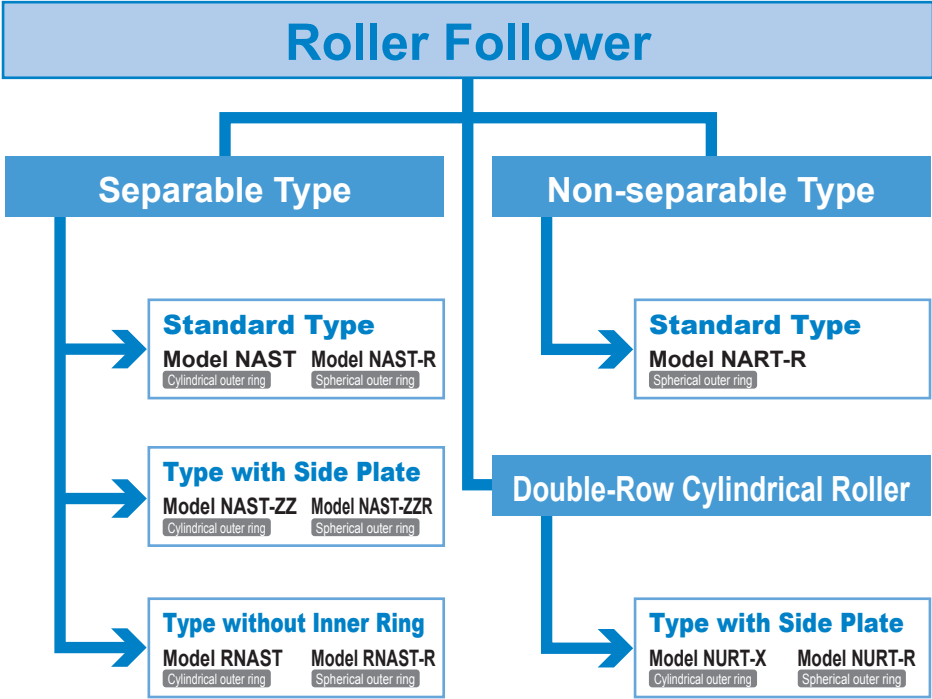 Roller Follower
Separable Type
Standard Type
Model NAST Model NAST-R
Cylindrical outer ring Spherical outer ring
Type with Side Plate
Model NAST-ZZ Model NAST-ZZR
Cylindrical outer ring Spherical outer ring
Type without Inner Ring
Model RNAST Model RNAST-R
Cylindrical outer ring Spherical outer ring
Non-separable Type
Standard Type
Model NART-R
Spherical outer ring
Double-Row Cylindrical Roller
Type with Side Plate
Model NURT-X Model NURT-R
Cylindrical outer ring Spherical outer ring